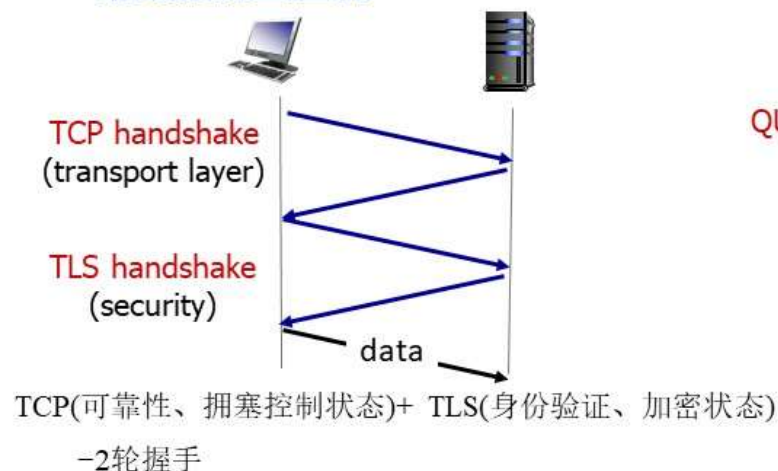 TCP handshake
(transport layer)
TLS handshake
(security)
data
TCP(可靠性、拥塞控制状态)+ TLS(身份验证、加密状态)
-2轮握手